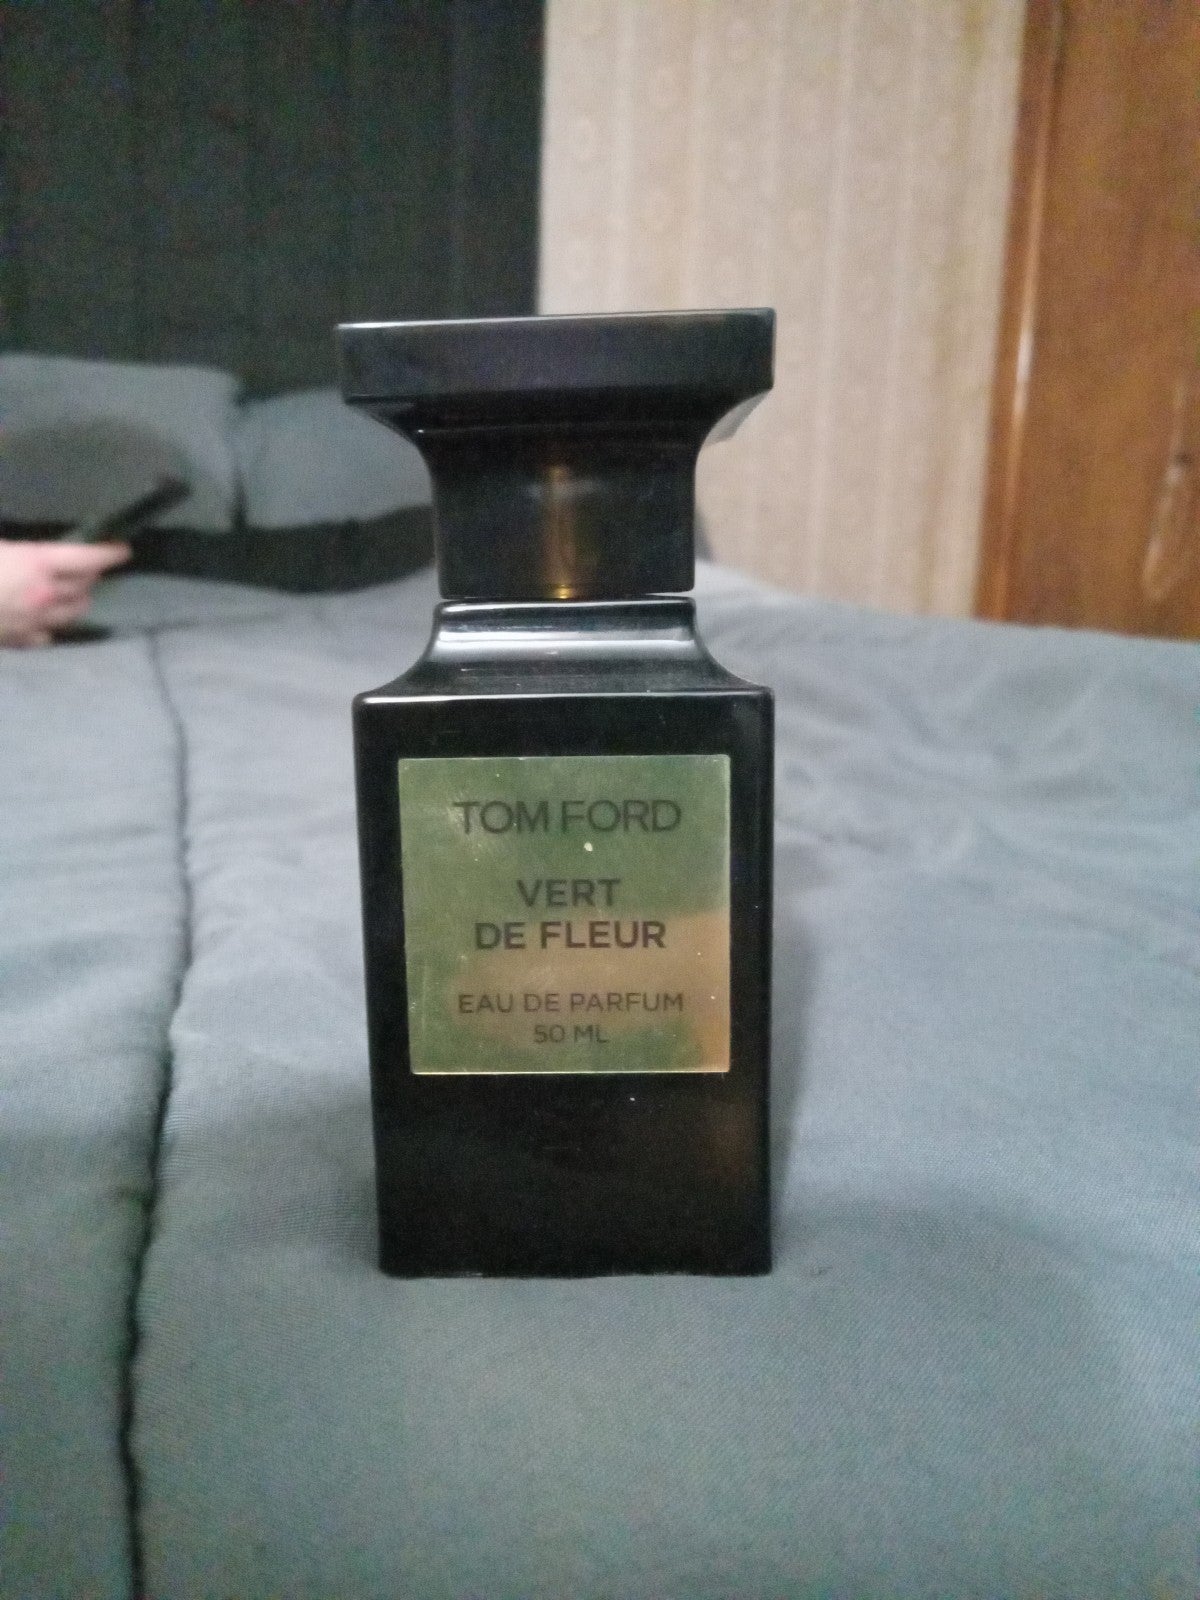 TOM FORD
VERT
DE FLEUR
EAU DE PARFUM
50 ML